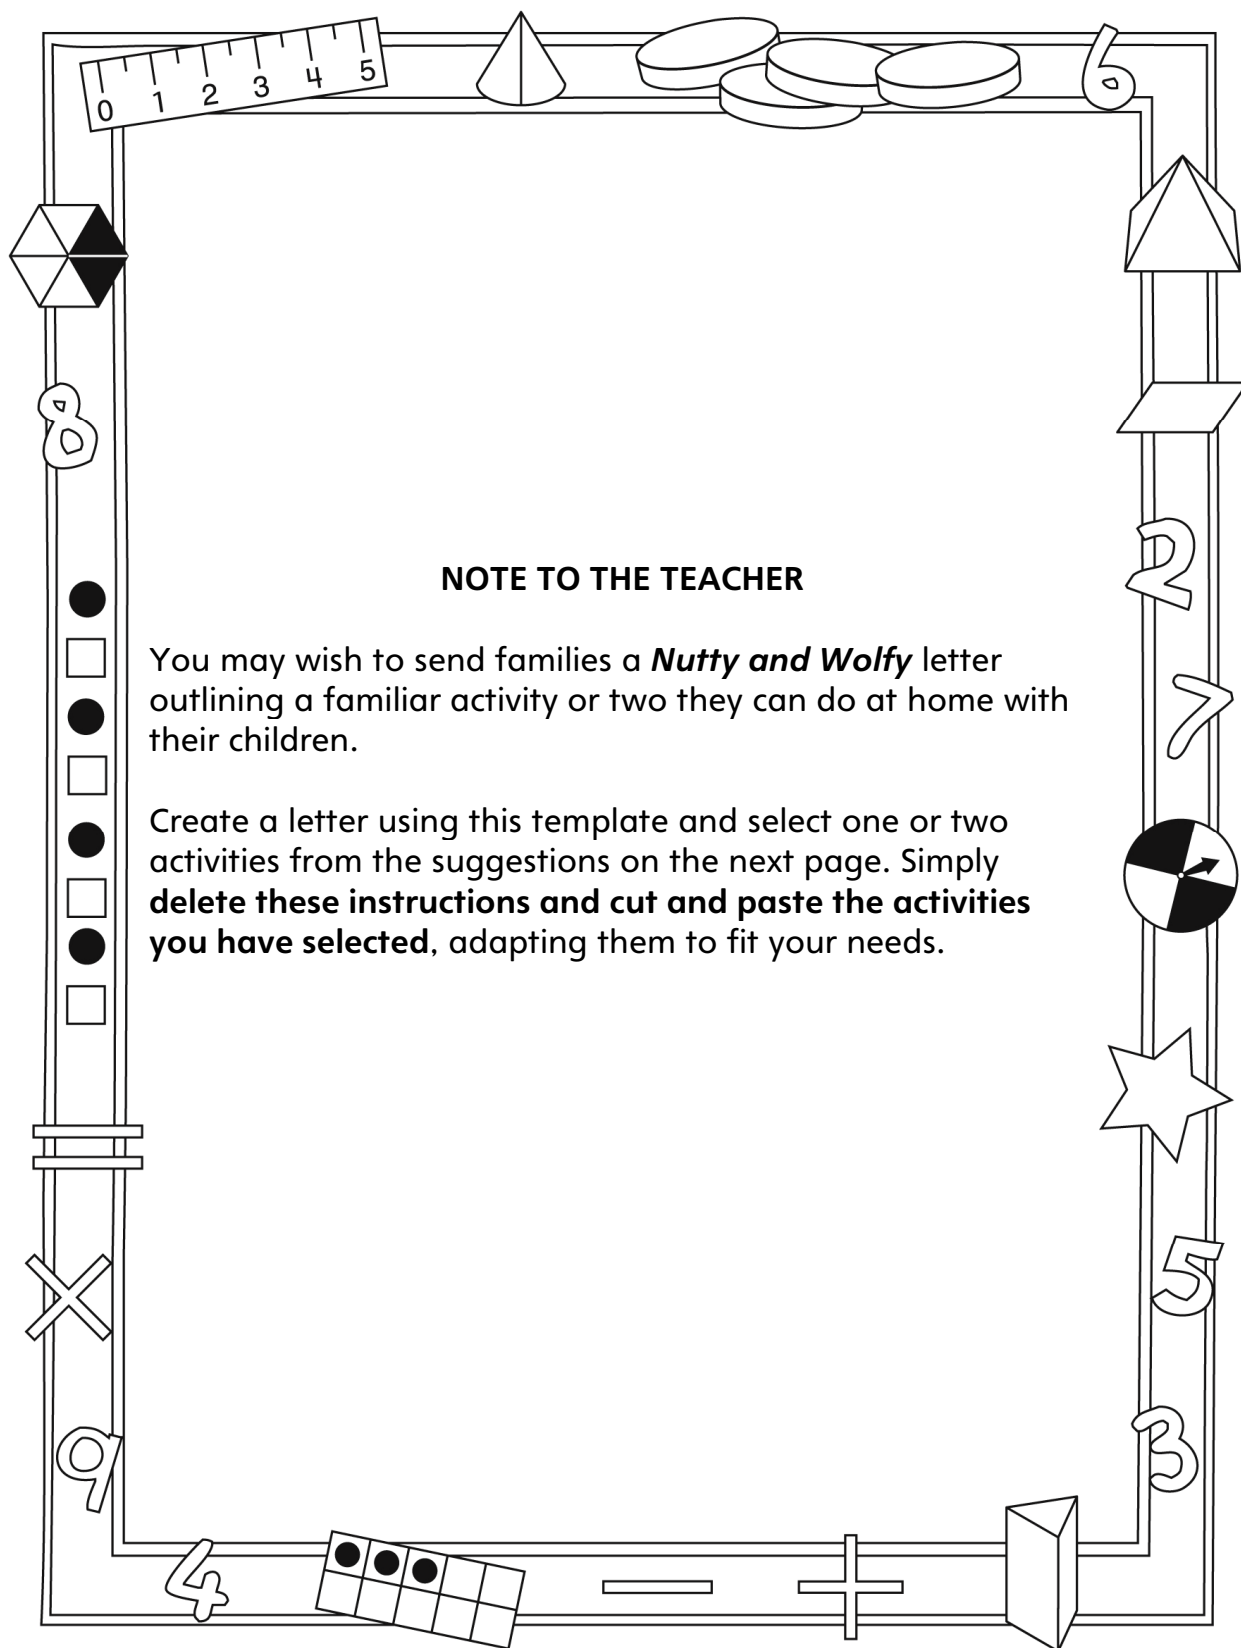 0 1 2 3 4 5
6
8
NOTE TO THE TEACHER
2
You may wish to send families a Nutty and Wolfy letter
outlining a familiar activity or two they can do at home with
their children.
7
Create a letter using this template and select one or two
activities from the suggestions on the next page. Simply
delete these instructions and cut and paste the activities
you have selected, adapting them to fit your needs.
=
×
5
9
3
4
− +